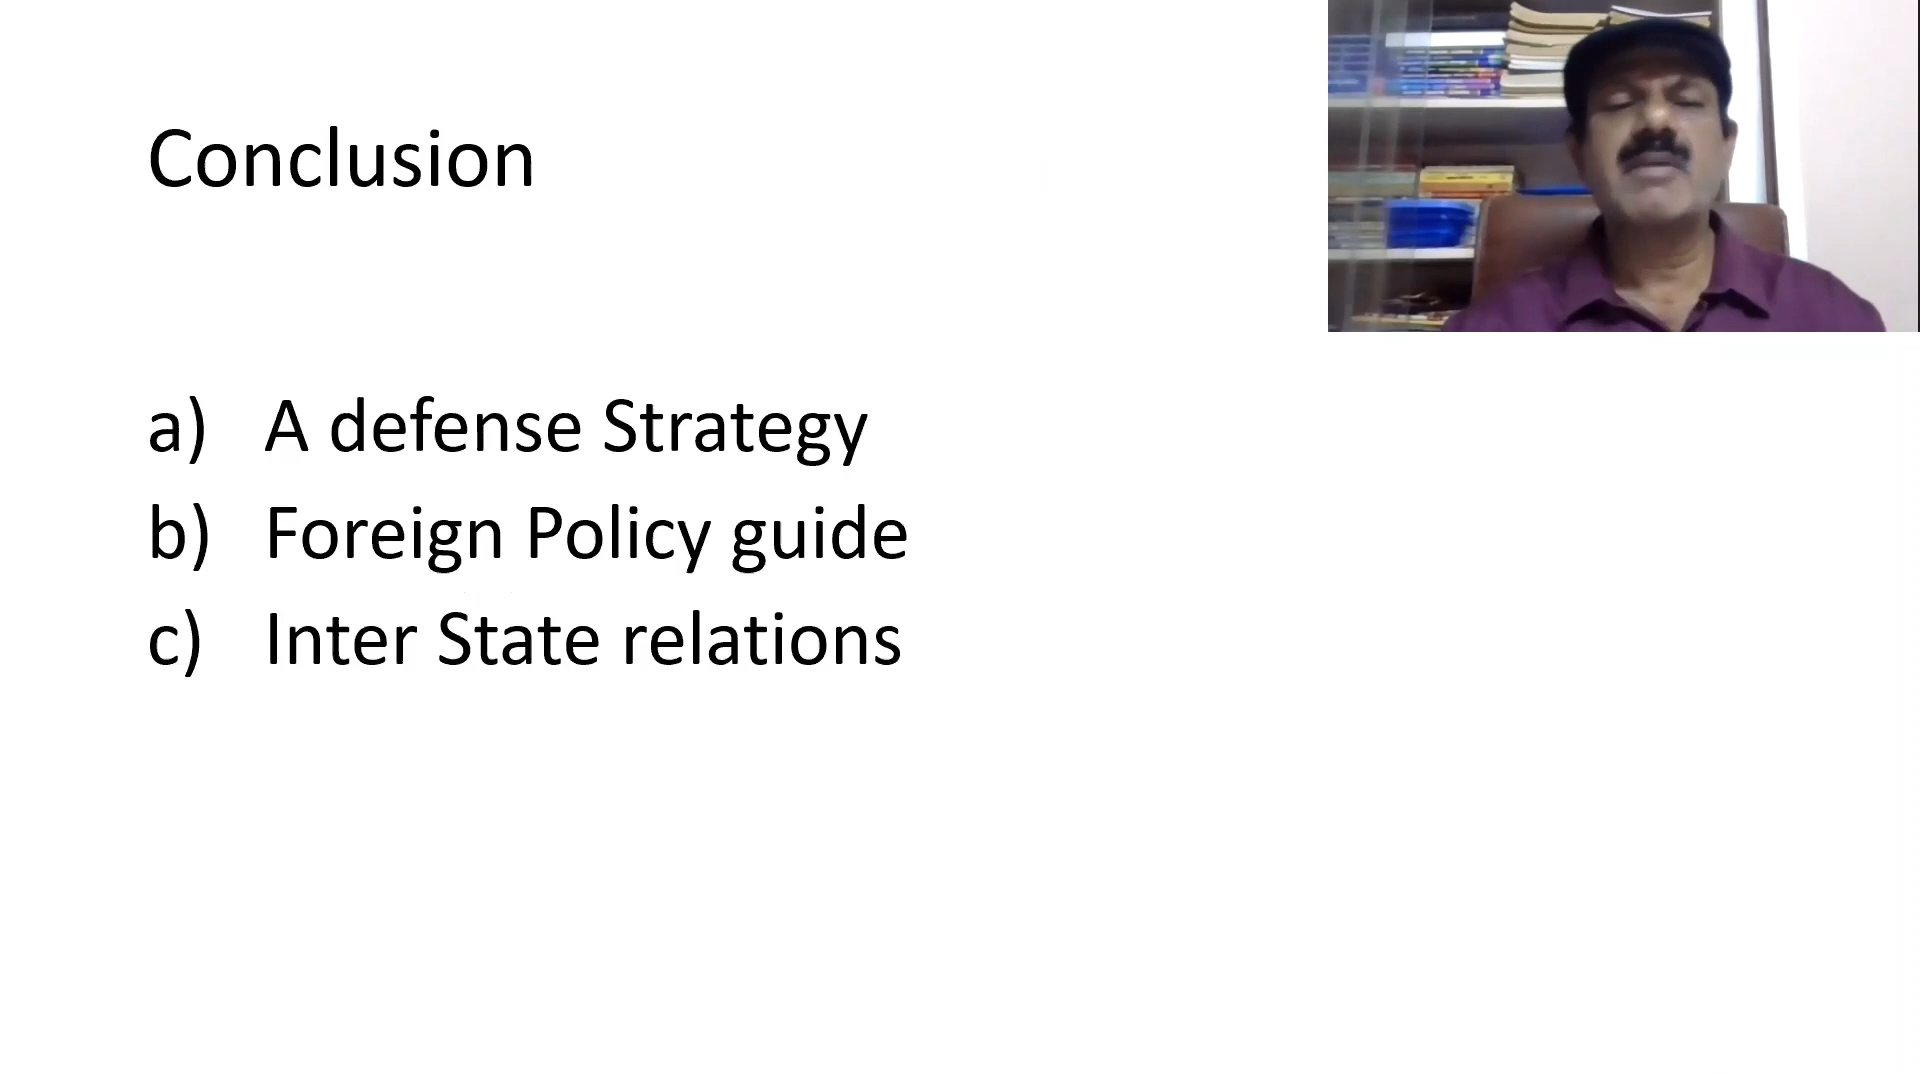 Conclusion
a) A defense Strategy
b) Foreign Policy guide
c) Inter State relations